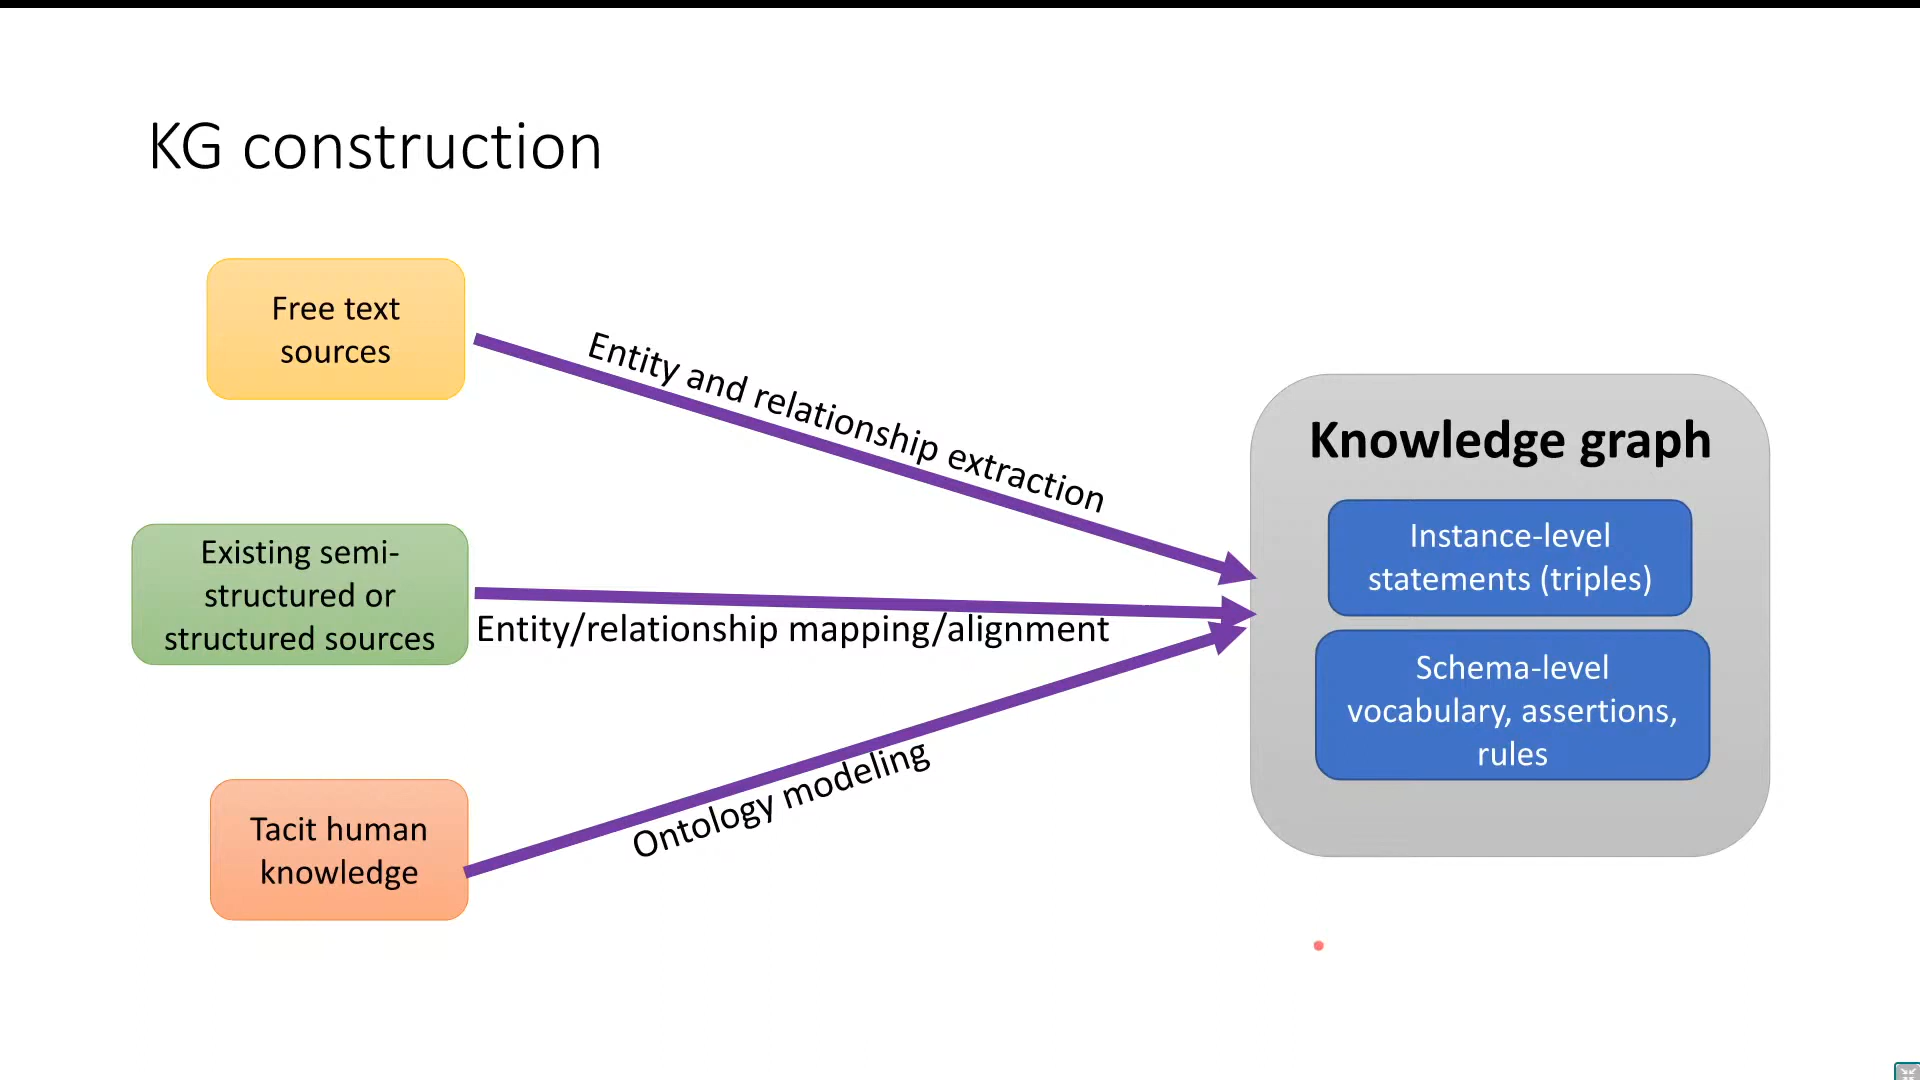 KG construction
Free text
sources
Entity and relationship extraction
Existing semi-
structured or
structured sources
Entity/relationship mapping/alignment
Tacit human
knowledge
Ontology modeling
Knowledge graph
Instance-level
statements (triples)
Schema-level
vocabulary, assertions,
rules